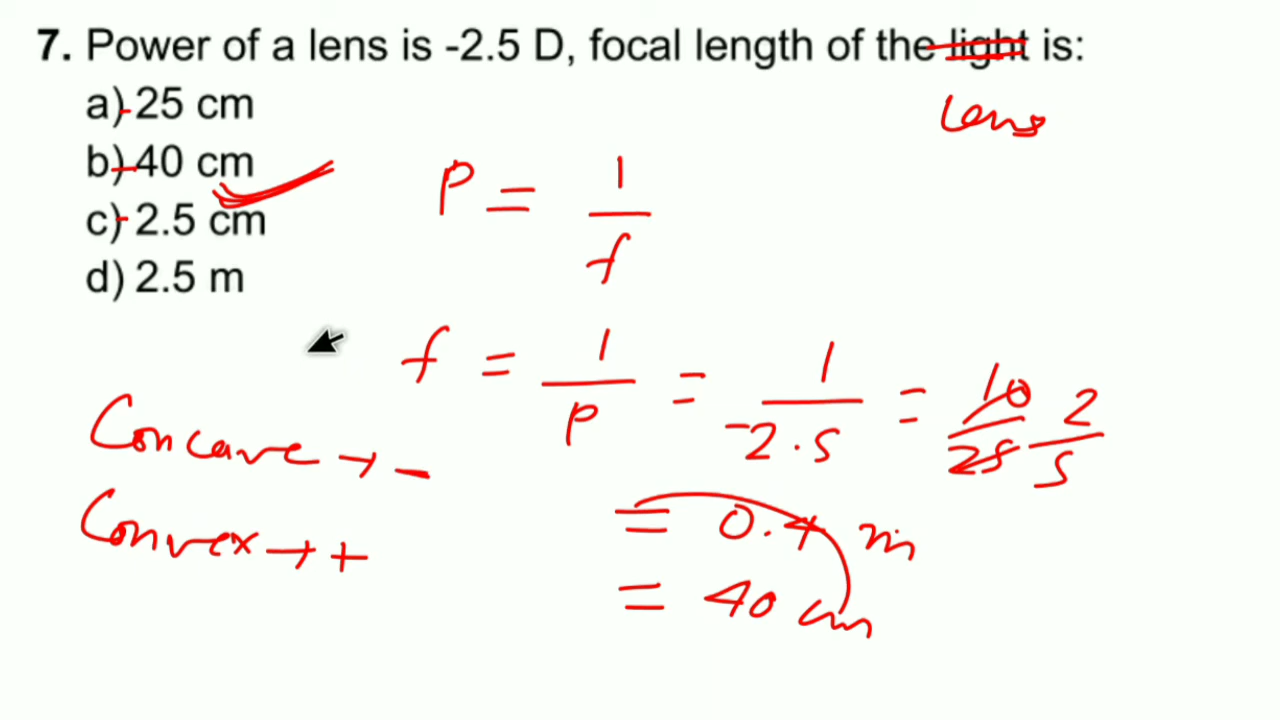 7. Power of a lens is -2.5 D, focal length of the light is:
lens
a) -25 cm
b) -40 cm
c) -2.5 cm
d) 2.5 m
P = 1/f
f = 1/P = 1/-2.5 = 10/25 2/5
= 0.4 m
= 40 cm
Concave → -
Convex → +